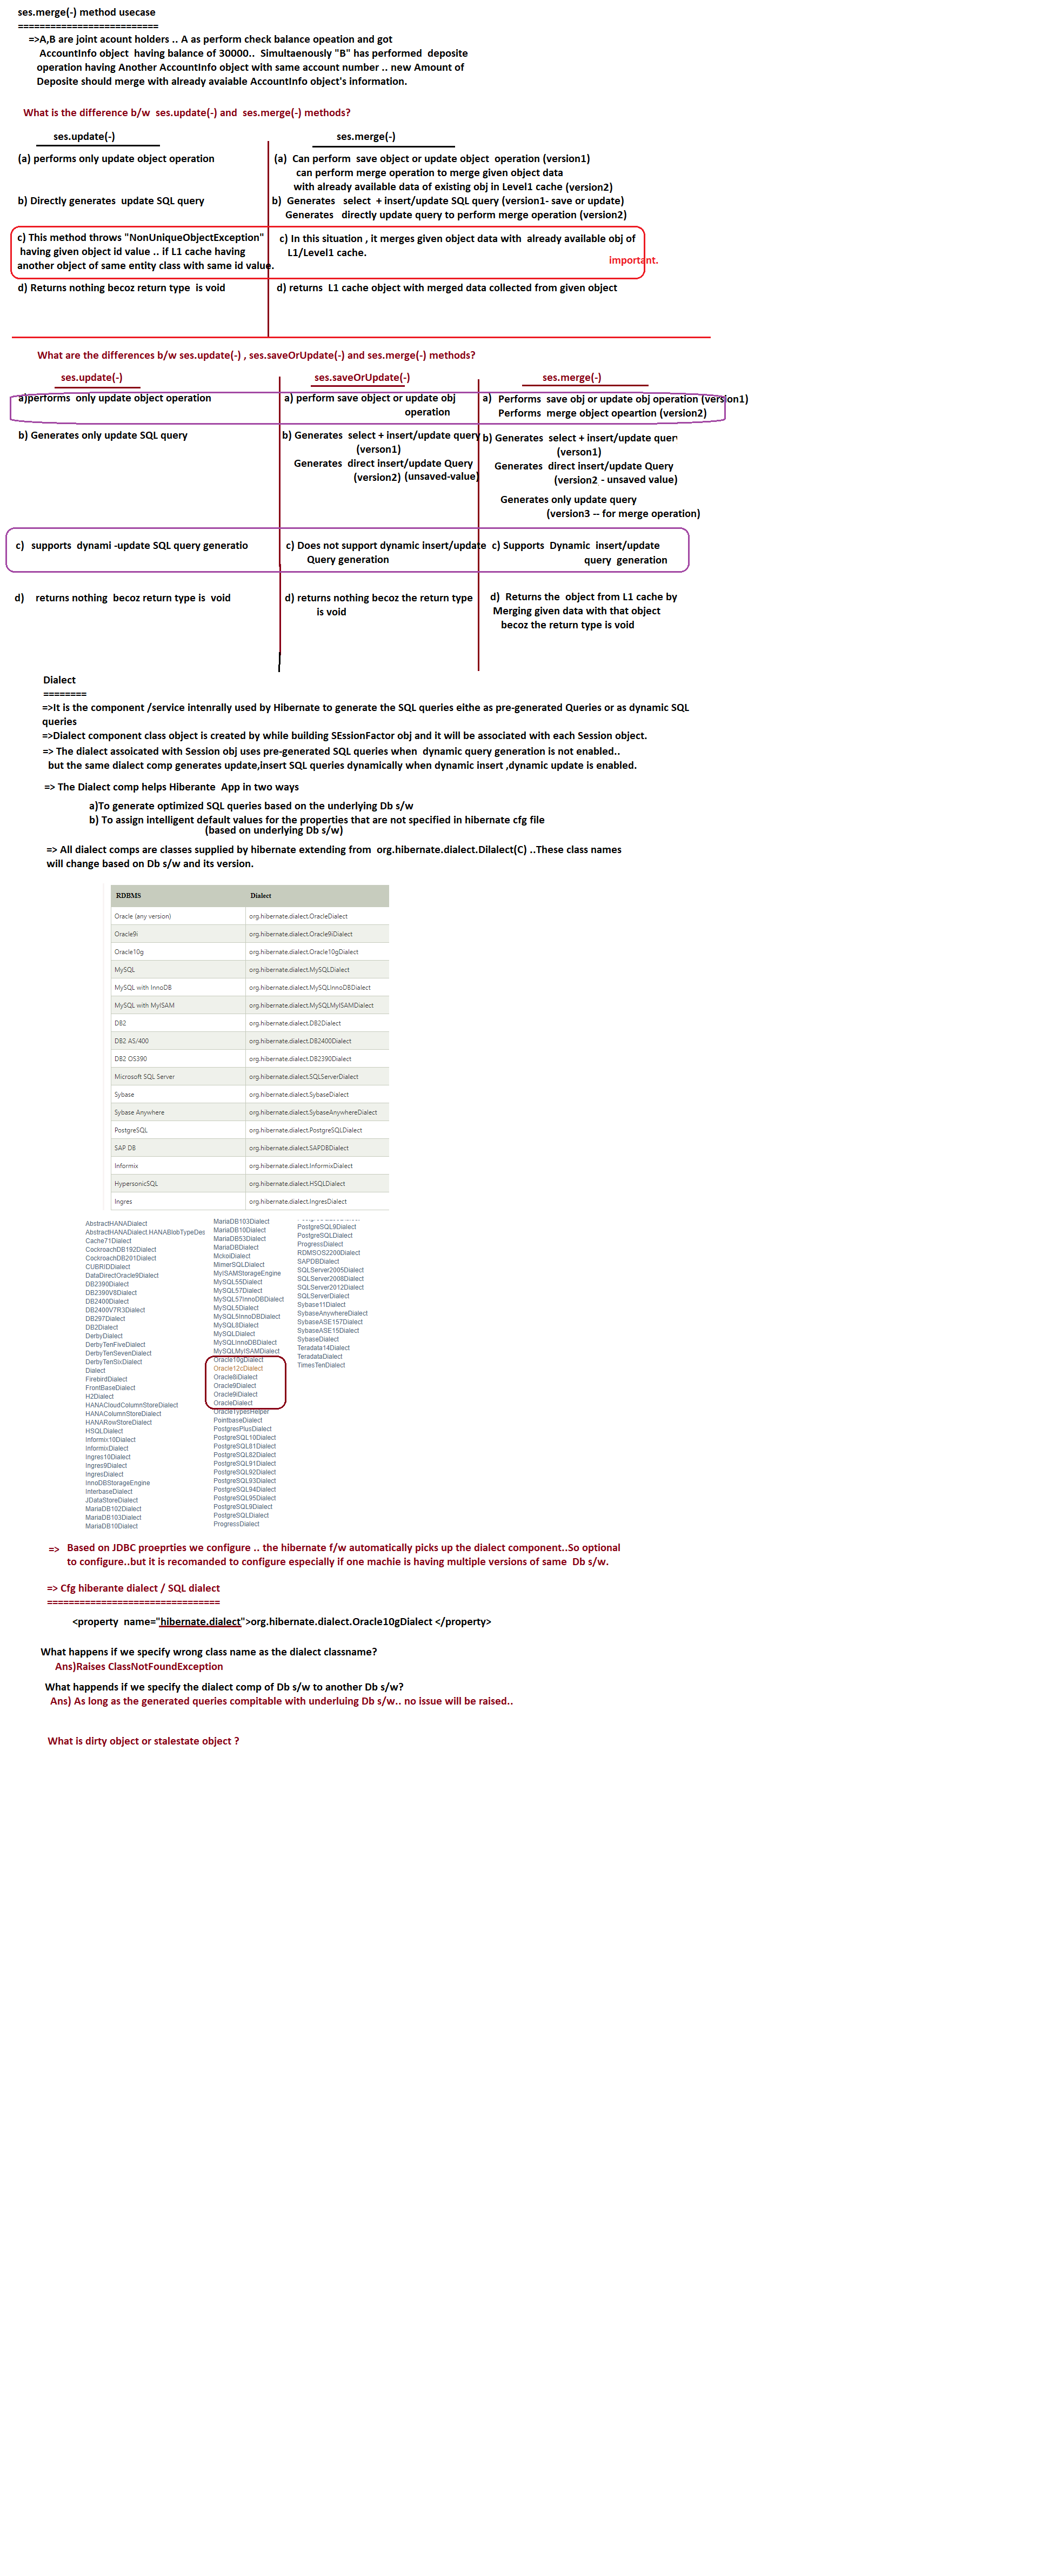 ses.merge(-) method usecase
==========================
=>A,B are joint acount holders .. A as perform check balance opeation and got
AccountInfo object  having balance of 30000..  Simultaenously "B" has performed  deposite
operation having Another AccountInfo object with same account number .. new Amount of
Deposite should merge with already avaiable AccountInfo object's information.
What is the difference b/w  ses.update(-) and  ses.merge(-) methods?
ses.update(-)
ses.merge(-)
(a) performs only update object operation
(a)  Can perform  save object or update object  operation (version1)
can perform merge operation to merge given object data
with already available data of existing obj in Level1 cache (version2)
b) Directly generates  update SQL query
b)  Generates   select  + insert/update SQL query (version1- save or update)
Generates   directly update query to perform merge operation (version2)
c) This method throws "NonUniqueObjectException"
having given object id value .. if L1 cache having
another object of same entity class with same id value.
c) In this situation , it merges given object data with  already available obj of
L1/Level1 cache.
important.
d) Returns nothing becoz return type  is void
d) returns  L1 cache object with merged data collected from given object
What are the differences b/w ses.update(-) , ses.saveOrUpdate(-) and ses.merge(-) methods?
ses.update(-)
ses.saveOrUpdate(-)
ses.merge(-)
a)performs  only update object operation
a) perform save object or update obj
operation
a)  Performs  save obj or update obj operation (version1)
Performs  merge object opeartion (version2)
b) Generates only update SQL query
b) Generates  select + insert/update query
(verson1)
Generates  direct insert/update Query
(version2) (unsaved-value)
b) Generates  select + insert/update quer
(verson1)
Generates  direct insert/update Query
(version2 - unsaved value)
Generates only update query
(version3 -- for merge operation)
c)  supports  dynami -update SQL query generatio
c) Does not support dynamic insert/update
Query generation
c) Supports  Dynamic  insert/update
query  generation
d)   returns nothing  becoz return type is  void
d) returns nothing becoz the return type
is void
d)  Returns the  object from L1 cache by
Merging given data with that object
becoz the return type is void
Dialect
========
=>It is the component /service intenrally used by Hibernate to generate the SQL queries eithe as pre-generated Queries or as dynamic SQL
queries
=>Dialect component class object is created by while building SEssionFactor obj and it will be associated with each Session object.
=> The dialect assoicated with Session obj uses pre-generated SQL queries when  dynamic query generation is not enabled..
but the same dialect comp generates update,insert SQL queries dynamically when dynamic insert ,dynamic update is enabled.
=> The Dialect comp helps Hiberante  App in two ways
a)To generate optimized SQL queries based on the underlying Db s/w
b) To assign intelligent default values for the properties that are not specified in hibernate cfg file
(based on underlying Db s/w)
=> All dialect comps are classes supplied by hibernate extending from  org.hibernate.dialect.Dilalect(C) ..These class names
will change based on Db s/w and its version.
RDBMS  Dialect
Oracle (any version)  org.hibernate.dialect.OracleDialect
Oracle9i  org.hibernate.dialect.Oracle9iDialect
Oracle10g  org.hibernate.dialect.Oracle10gDialect
MySQL  org.hibernate.dialect.MySQLDialect
MySQL with InnoDB  org.hibernate.dialect.MySQLInnoDBDialect
MySQL with MyISAM  org.hibernate.dialect.MySQLMyISAMDialect
DB2  org.hibernate.dialect.DB2Dialect
DB2 AS/400  org.hibernate.dialect.DB2400Dialect
DB2 OS390  org.hibernate.dialect.DB2390Dialect
Microsoft SQL Server  org.hibernate.dialect.SQLServerDialect
Sybase  org.hibernate.dialect.SybaseDialect
Sybase Anywhere  org.hibernate.dialect.SybaseAnywhereDialect
PostgreSQL  org.hibernate.dialect.PostgreSQLDialect
SAP DB  org.hibernate.dialect.SAPDBDialect
Informix  org.hibernate.dialect.InformixDialect
HypersonicSQL  org.hibernate.dialect.HSQLDialect
Ingres  org.hibernate.dialect.IngresDialect
AbstractHANADialect
AbstractHANADialect.HANABlobTypeDes
Cache71Dialect
CockroachDB192Dialect
CockroachDB201Dialect
CUBRIDDialect
DataDirectOracle9Dialect
DB2390Dialect
DB2390V8Dialect
DB2400Dialect
DB2400V7R3Dialect
DB297Dialect
DB2Dialect
DerbyDialect
DerbyTenFiveDialect
DerbyTenSevenDialect
DerbyTenSixDialect
Dialect
FirebirdDialect
FrontBaseDialect
H2Dialect
HANACloudColumnStoreDialect
HANAColumnStoreDialect
HANARowStoreDialect
HSQLDialect
Informix10Dialect
InformixDialect
Ingres10Dialect
Ingres9Dialect
IngresDialect
InnoDBStorageEngine
InterbaseDialect
JDataStoreDialect
MariaDB102Dialect
MariaDB103Dialect
MariaDB10Dialect
MariaDB103Dialect
MariaDB10Dialect
MariaDB53Dialect
MariaDBDialect
MckoiDialect
MimerSQLDialect
MyISAMStorageEngine
MySQL55Dialect
MySQL57Dialect
MySQL57InnoDBDialect
MySQL5Dialect
MySQL5InnoDBDialect
MySQL8Dialect
MySQLDialect
MySQLInnoDBDialect
MySQLMyISAMDialect
Oracle10gDialect
Oracle12cDialect
Oracle8iDialect
Oracle9Dialect
Oracle9iDialect
OracleDialect
OracleTypesHelper
PointbaseDialect
PostgresPlusDialect
PostgreSQL10Dialect
PostgreSQL81Dialect
PostgreSQL82Dialect
PostgreSQL91Dialect
PostgreSQL92Dialect
PostgreSQL93Dialect
PostgreSQL94Dialect
PostgreSQL95Dialect
PostgreSQL9Dialect
PostgreSQLDialect
ProgressDialect
PostgreSQL9Dialect
PostgreSQLDialect
ProgressDialect
RDMSOS2200Dialect
SAPDBDialect
SQLServer2005Dialect
SQLServer2008Dialect
SQLServer2012Dialect
SQLServerDialect
Sybase11Dialect
SybaseAnywhereDialect
SybaseASE157Dialect
SybaseASE15Dialect
SybaseDialect
Teradata14Dialect
TeradataDialect
TimesTenDialect
=>  Based on JDBC proeprties we configure .. the hibernate f/w automatically picks up the dialect component..So optional
to configure..but it is recomanded to configure especially if one machie is having multiple versions of same  Db s/w.
=> Cfg hiberante dialect / SQL dialect
================================
<property  name="hibernate.dialect">org.hibernate.dialect.Oracle10gDialect </property>
What happens if we specify wrong class name as the dialect classname?
Ans)Raises ClassNotFoundException
What happends if we specify the dialect comp of Db s/w to another Db s/w?
Ans) As long as the generated queries compitable with underluing Db s/w.. no issue will be raised..
What is dirty object or stalestate object ?